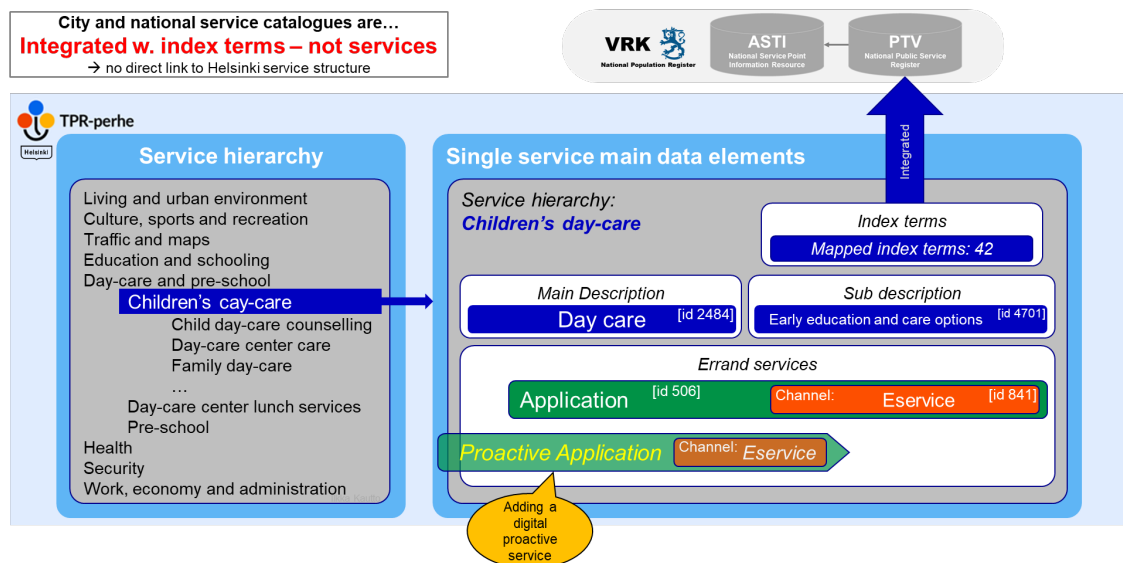 City and national service catalogues are…
Integrated w. index terms – not services
→ no direct link to Helsinki service structure
VRK
National Population Register
ASTI
National Service Point
Information Resource
PTV
National Public Service
Register
Integrated
TPR-perhe
Helsinki
Service hierarchy
Living and urban environment
Culture, sports and recreation
Traffic and maps
Education and schooling
Day-care and pre-school
Children’s cay-care
Child day-care counselling
Day-care center care
Family day-care
…
Day-care center lunch services
Pre-school
Health
Security
Work, economy and administration
Single service main data elements
Service hierarchy:
Children’s day-care
Index terms
Mapped index terms: 42
Main Description
Day care [id 2484]
Sub description
Early education and care options [id 4701]
Errand services
Application [id 506]
Channel: Eservice [id 841]
Proactive Application
Channel: Eservice
Adding a
digital
proactive
service